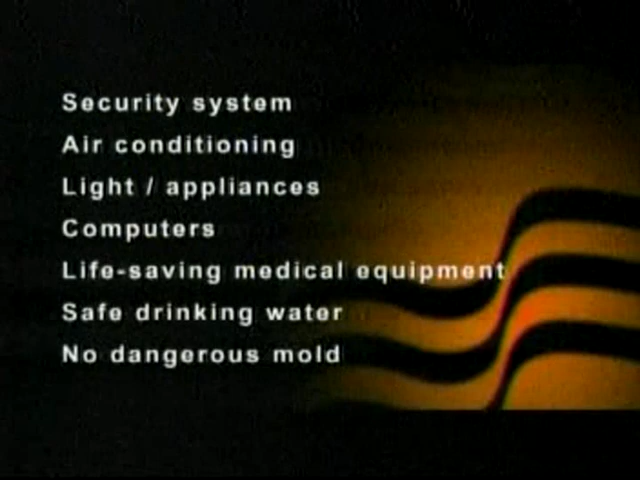 Security system
Air conditioning
Light / appliances
Computers
Life-saving medical equipment
Safe drinking water
No dangerous mold